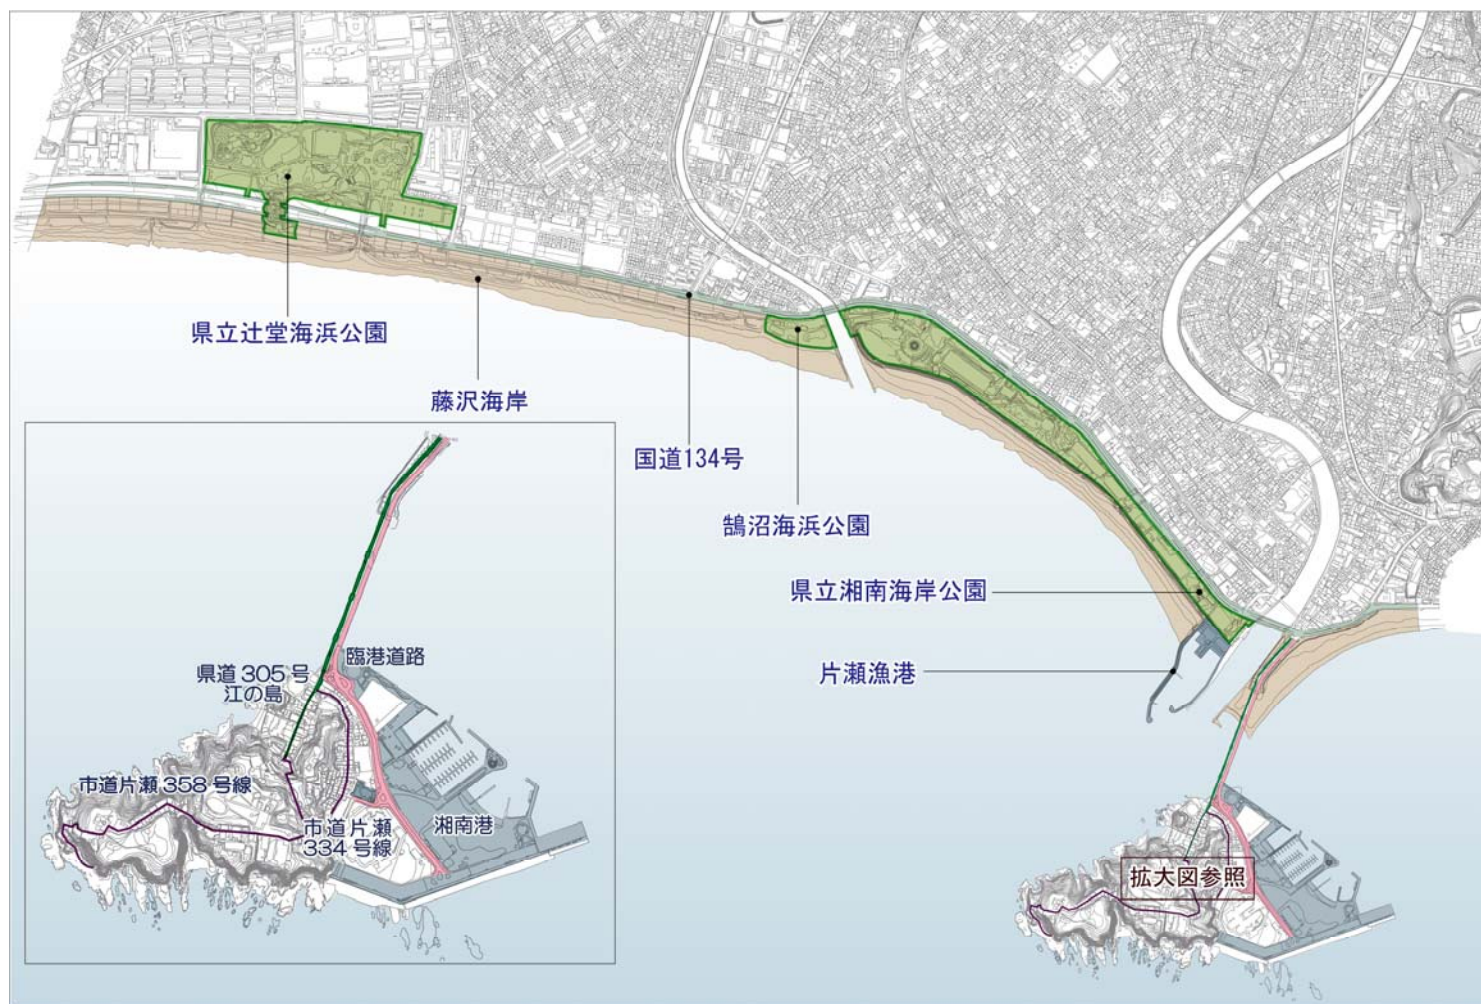 県立辻堂海浜公園
藤沢海岸
国道134号
鵠沼海浜公園
県立湘南海岸公園
片瀬漁港
臨港道路
県道305号
江の島
市道片瀬358号線
市道片瀬
334号線
湘南港
拡大図参照